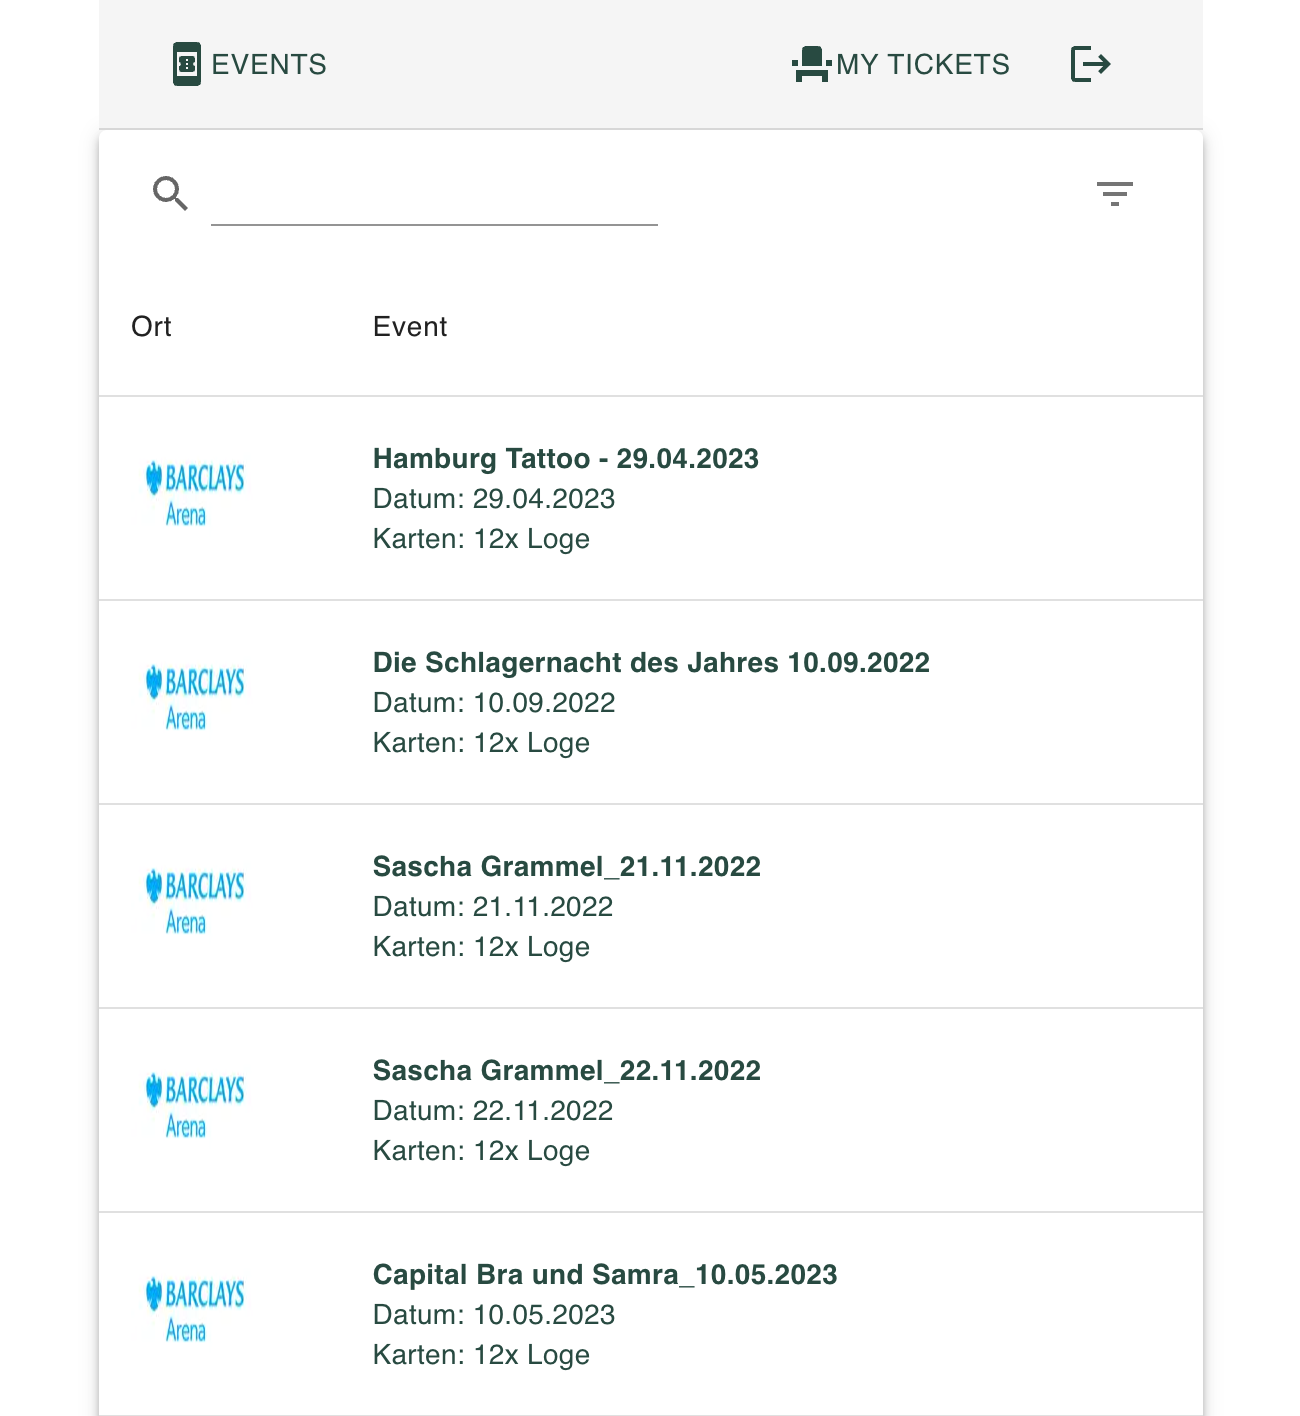 EVENTS
MY TICKETS
Ort
Event
BARCLAYS
Arena
Hamburg Tattoo - 29.04.2023
Datum: 29.04.2023
Karten: 12x Loge
BARCLAYS
Arena
Die Schlagernacht des Jahres 10.09.2022
Datum: 10.09.2022
Karten: 12x Loge
BARCLAYS
Arena
Sascha Grammel_21.11.2022
Datum: 21.11.2022
Karten: 12x Loge
BARCLAYS
Arena
Sascha Grammel_22.11.2022
Datum: 22.11.2022
Karten: 12x Loge
BARCLAYS
Arena
Capital Bra und Samra_10.05.2023
Datum: 10.05.2023
Karten: 12x Loge